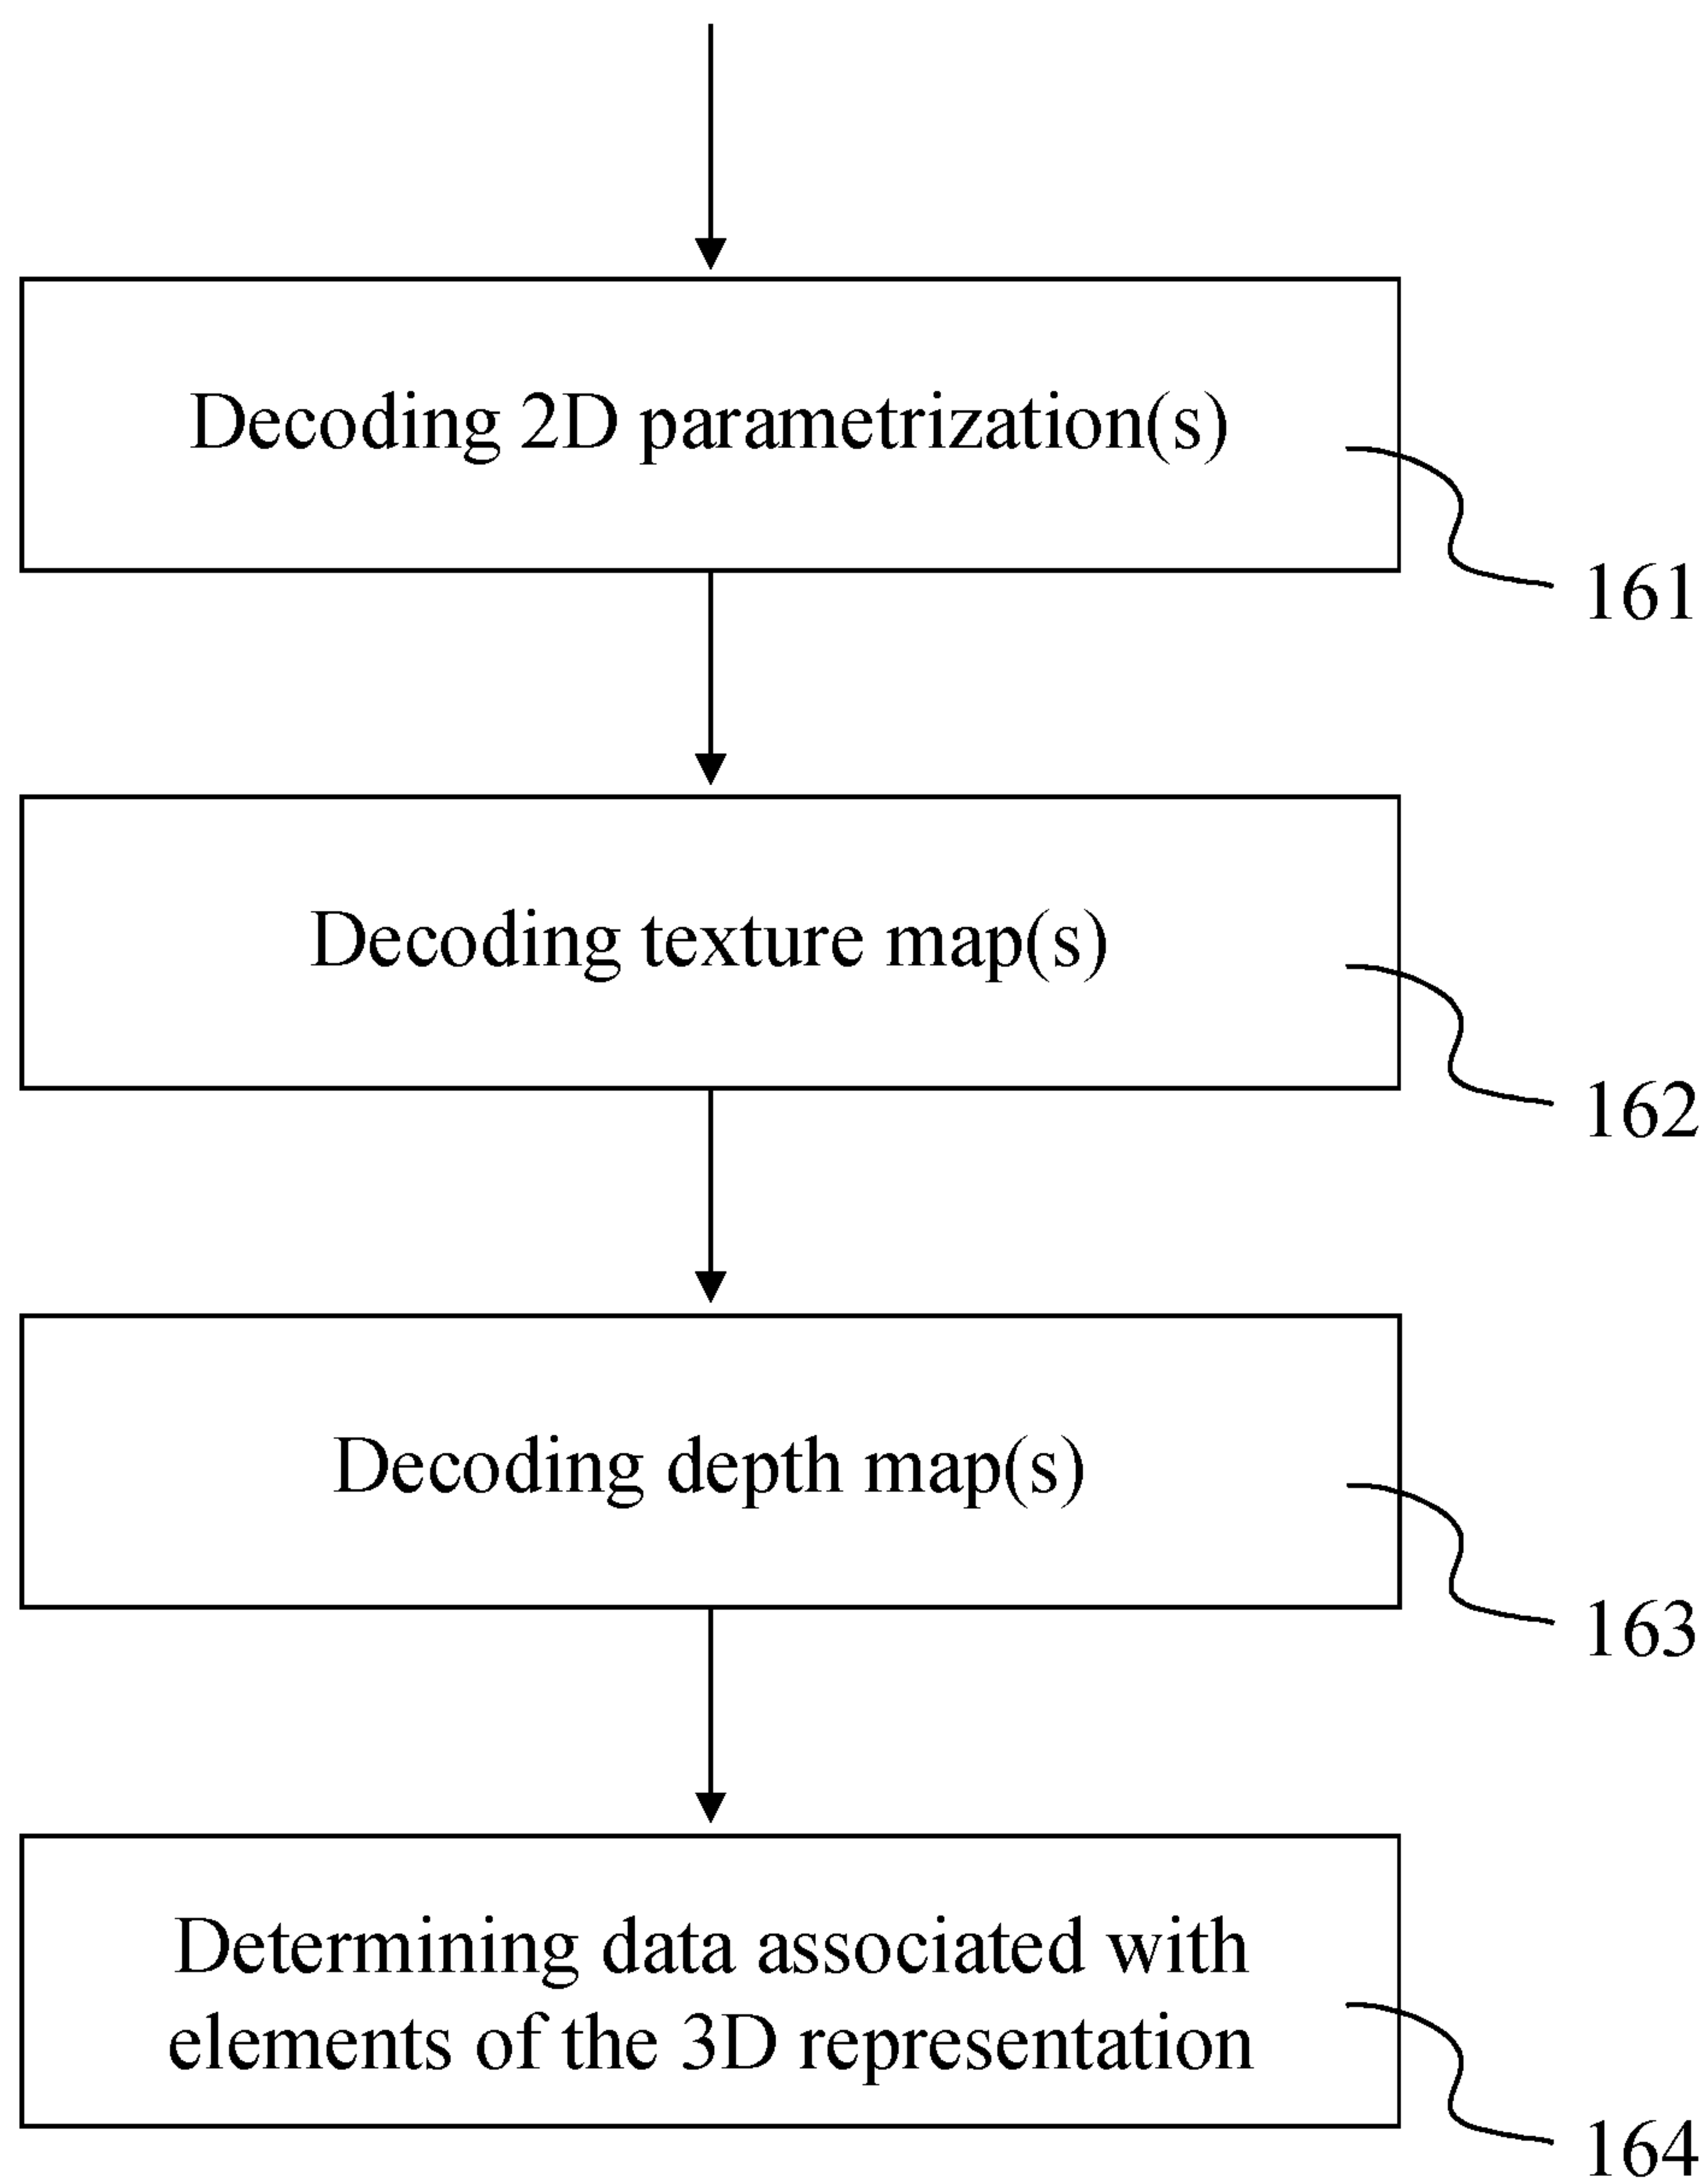 Decoding 2D parametrization(s)
161
Decoding texture map(s)
162
Decoding depth map(s)
163
Determining data associated with
elements of the 3D representation
164